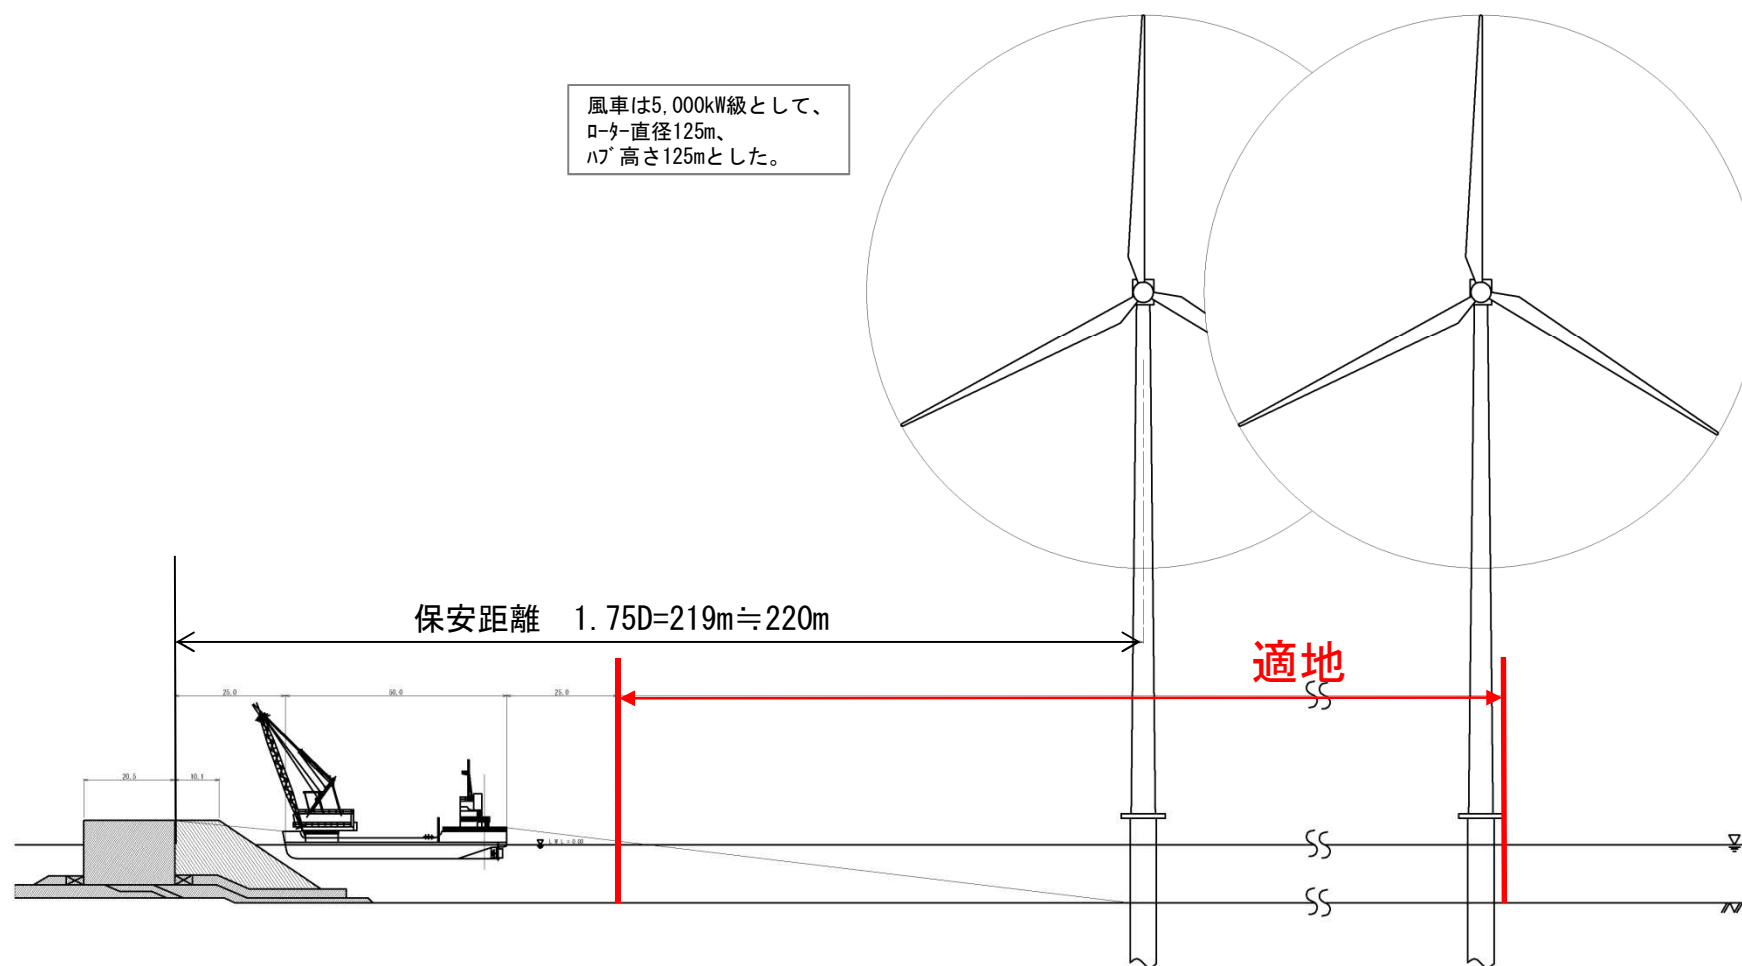 風車は5,000kW級として、
ﾛｰﾀｰ直径125m、
ﾊﾌﾞ高さ125mとした。
保安距離　1.75D=219m≒220m
適地
25.0
50.0
25.0
20.5
10.1
L W L = 0.00